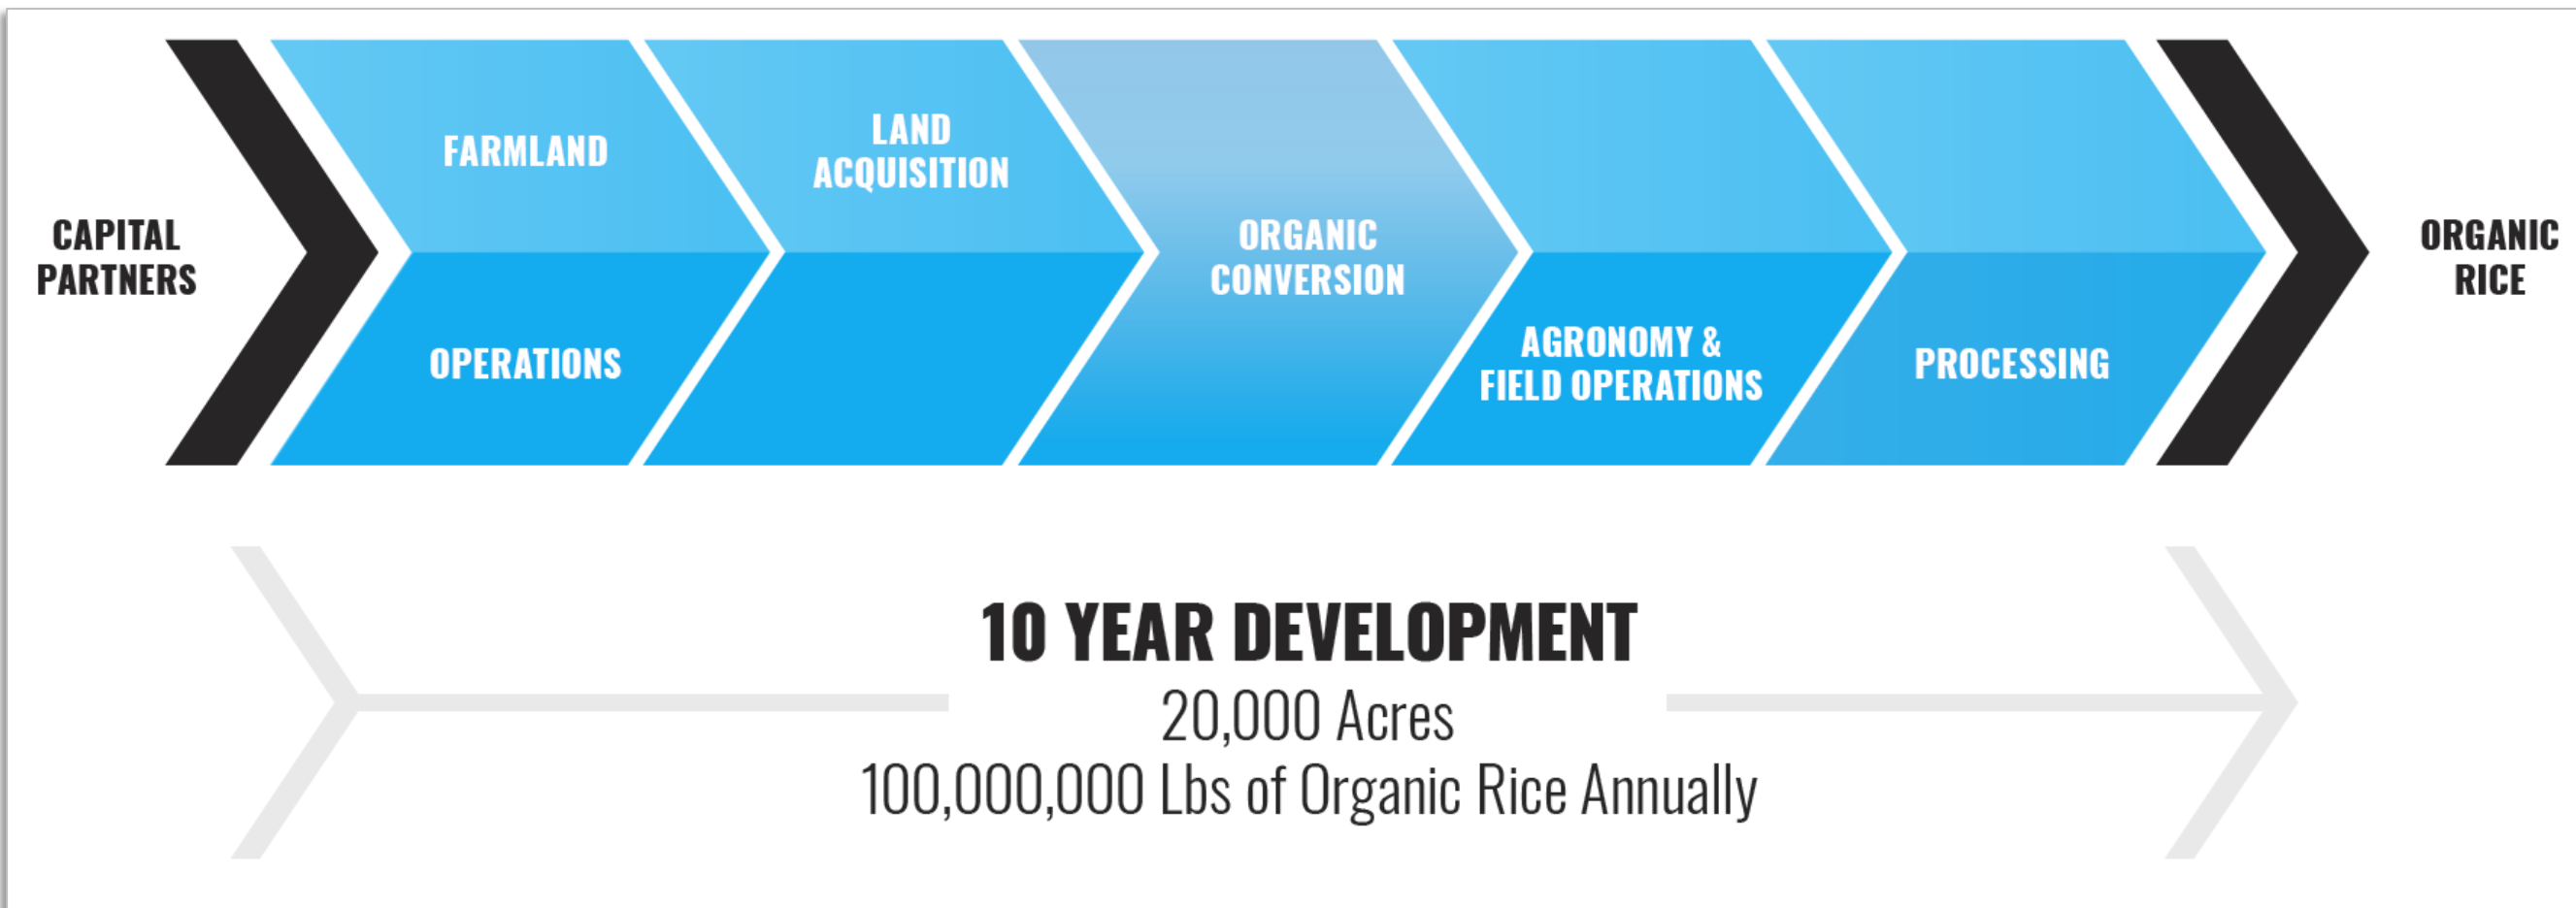 CAPITAL
PARTNERS
FARMLAND
OPERATIONS
LAND
ACQUISITION
ORGANIC
CONVERSION
AGRONOMY &
FIELD OPERATIONS
PROCESSING
ORGANIC
RICE
10 YEAR DEVELOPMENT
20,000 Acres
100,000,000 Lbs of Organic Rice Annually